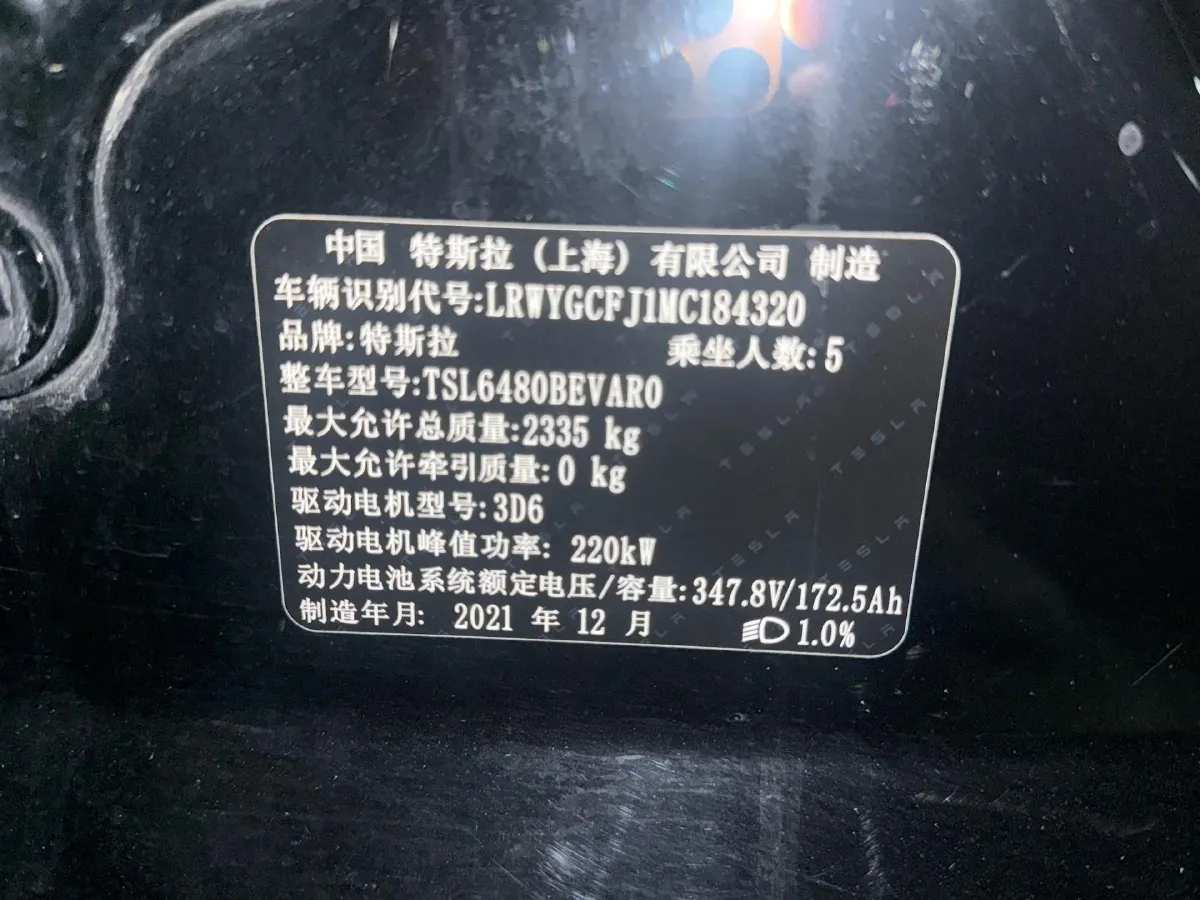 中国 特斯拉（上海）有限公司 制造
车辆识别代号:LRWYGCFJ1MC184320
品牌:特斯拉 乘坐人数:5
整车型号:TSL6480BEVAR0
最大允许总质量:2335 kg
最大允许牵引质量:0 kg
驱动电机型号:3D6
驱动电机峰值功率: 220kW
动力电池系统额定电压/容量:347.8V/172.5Ah
制造年月: 2021 年 12 月 1.0%
TESLA
TESLA
TESLA